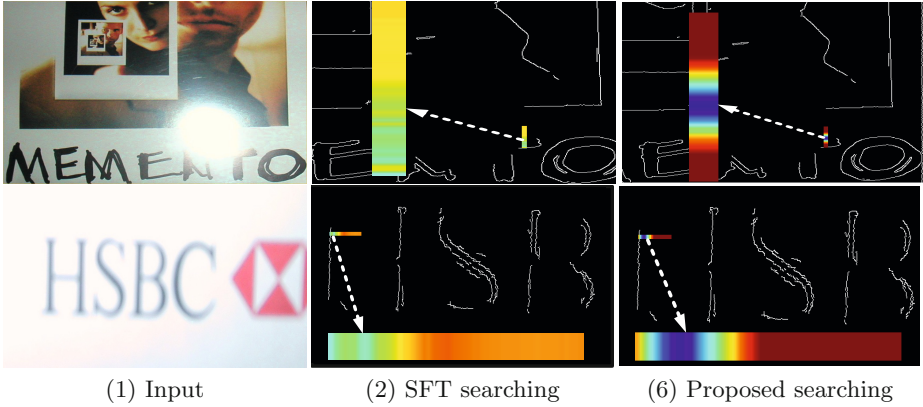 MEMENTO
HSBC
(1) Input
(2) SFT searching
(6) Proposed searching